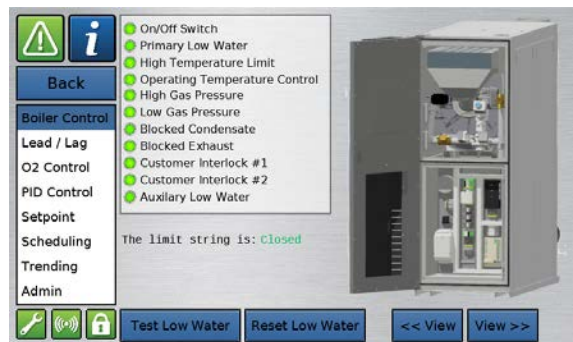 i
Back
Boiler Control
Lead / Lag
O2 Control
PID Control
Setpoint
Scheduling
Trending
Admin
On/Off Switch
Primary Low Water
High Temperature Limit
Operating Temperature Control
High Gas Pressure
Low Gas Pressure
Blocked Condensate
Blocked Exhaust
Customer Interlock #1
Customer Interlock #2
Auxilary Low Water
The limit string is: Closed
Test Low Water
Reset Low Water
<< View
View >>